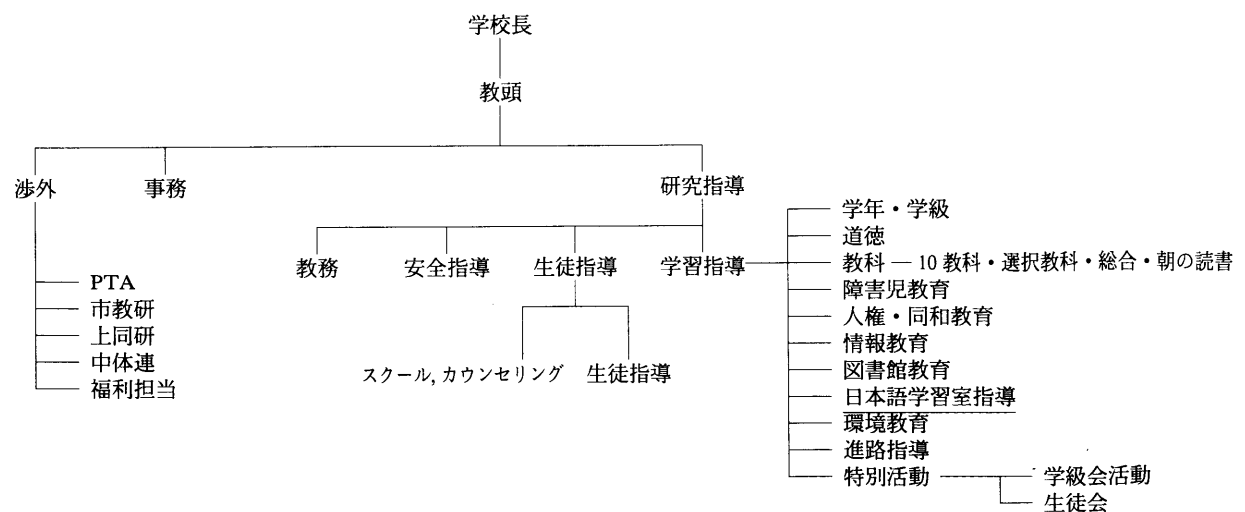 学校長
教頭
渉外
事務
研究指導
教務
安全指導
生徒指導
学習指導
PTA
市教研
上同研
中体連
福利担当
スクール,カウンセリング
生徒指導
学年・学級
道徳
教科 — 10教科・選択教科・総合・朝の読書
障害児教育
人権・同和教育
情報教育
図書館教育
日本語学習室指導
環境教育
進路指導
特別活動
学級会活動
生徒会